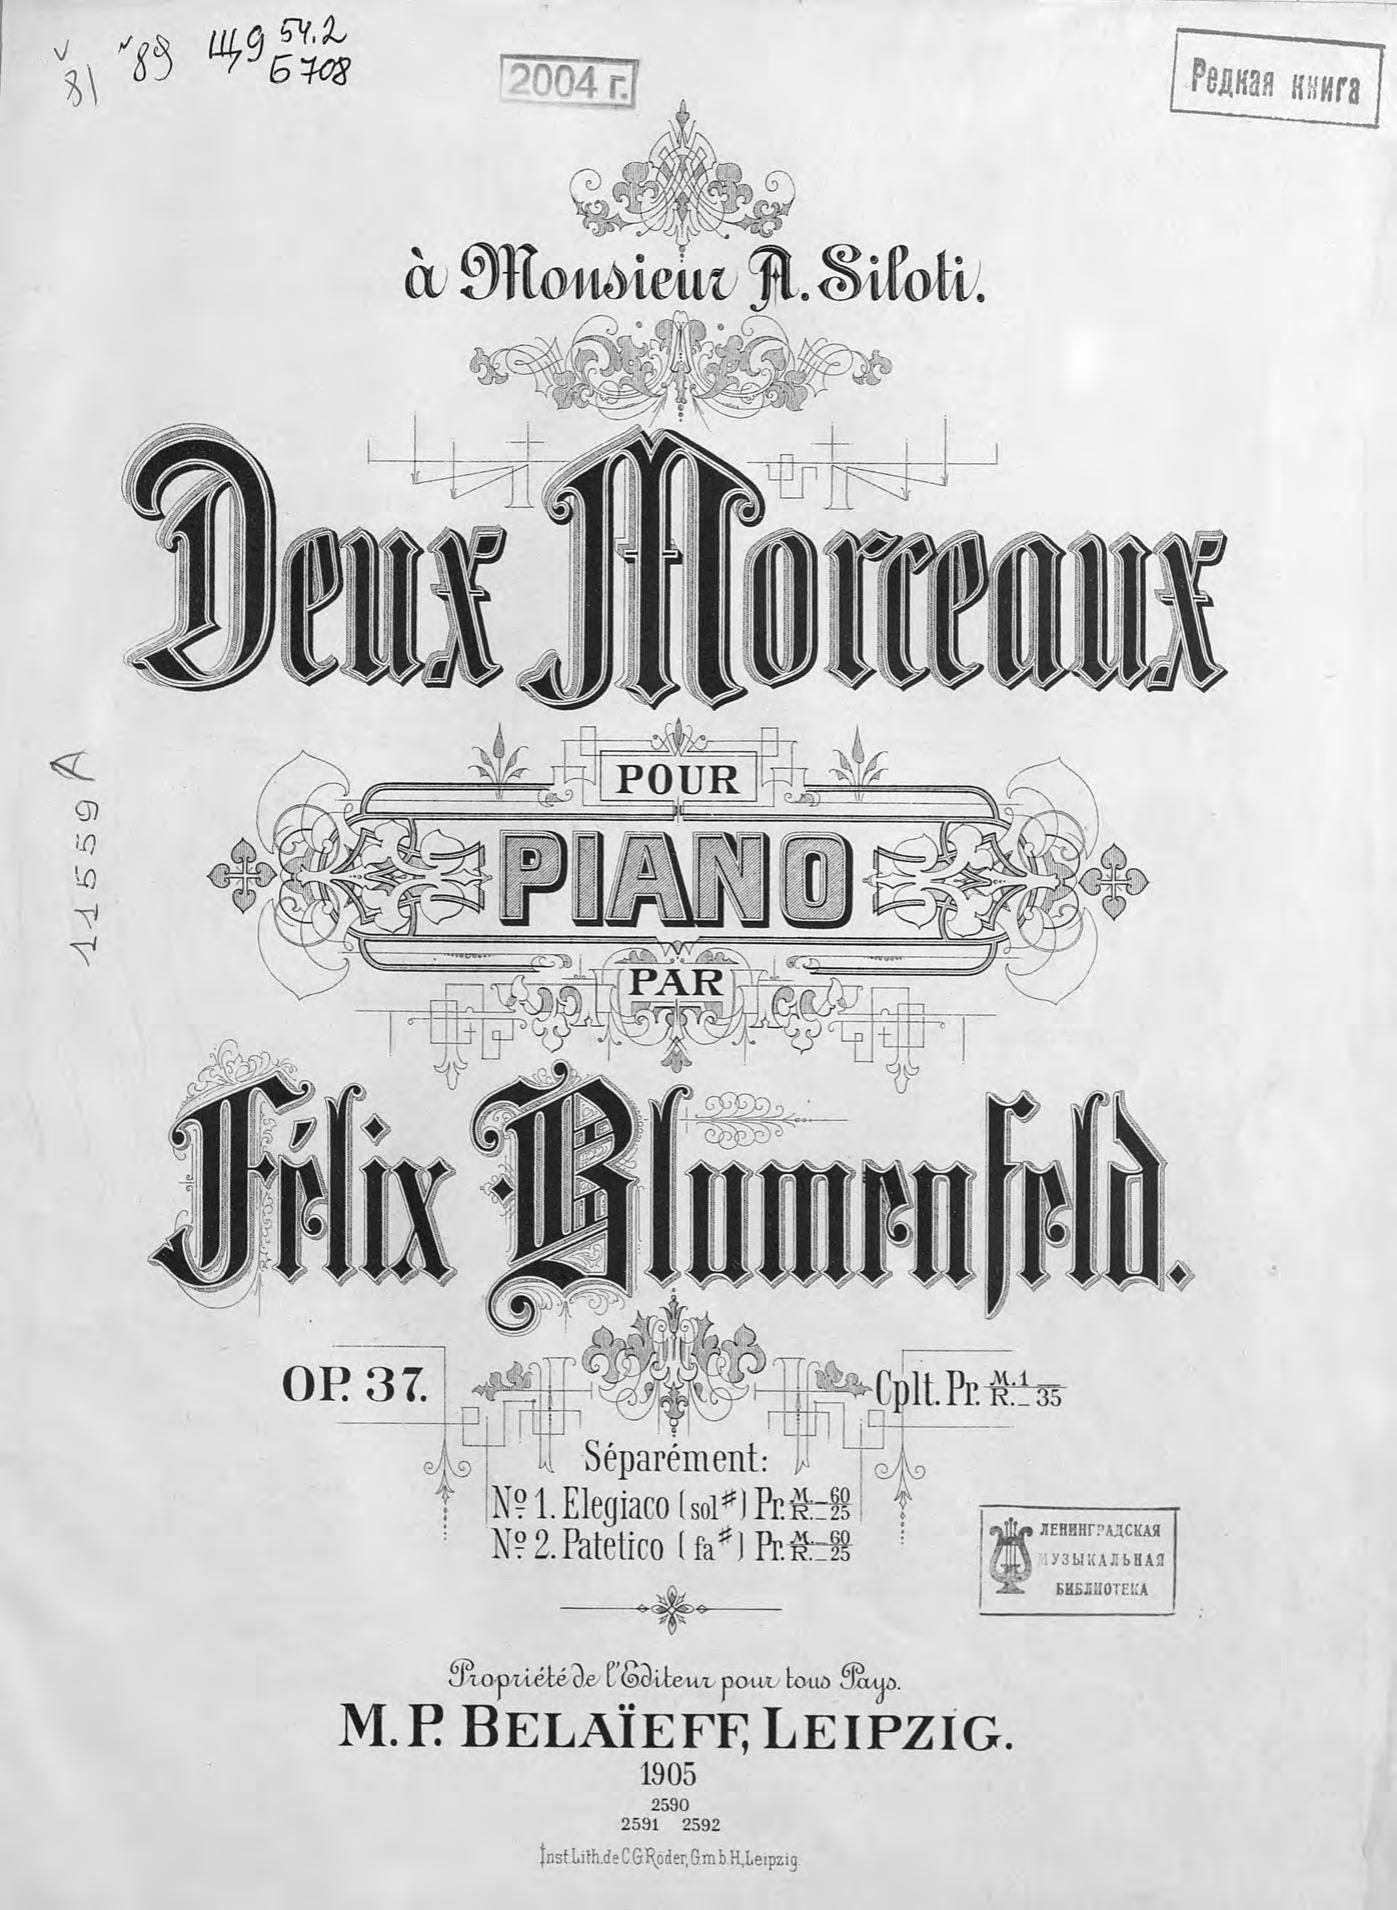 V 81 № 89 Щ9 54.2
Б 708
2004 г.
Редкая книга
à Monsieur A. Siloti.
Deux Morceaux
POUR
PIANO
PAR
Félix Blumenfeld.
OP. 37.
Cplt. Pr. M. 1 — 35
R. —
Séparément:
No 1. Elegiaco (sol♯) Pr. M. — 60
R. — 25
No 2. Patetico (fa♯) Pr. M. — 60
R. — 25
11559 А
ЛЕНИНГРАДСКАЯ
МУЗЫКАЛЬНАЯ
БИБЛИОТЕКА
Propriété de l'Editeur pour tous Pays.
M. P. BELAÏEFF, LEIPZIG.
1905
2590
2591 2592
Inst. Lith. de C. G. Röder, G. m b. H., Leipzig